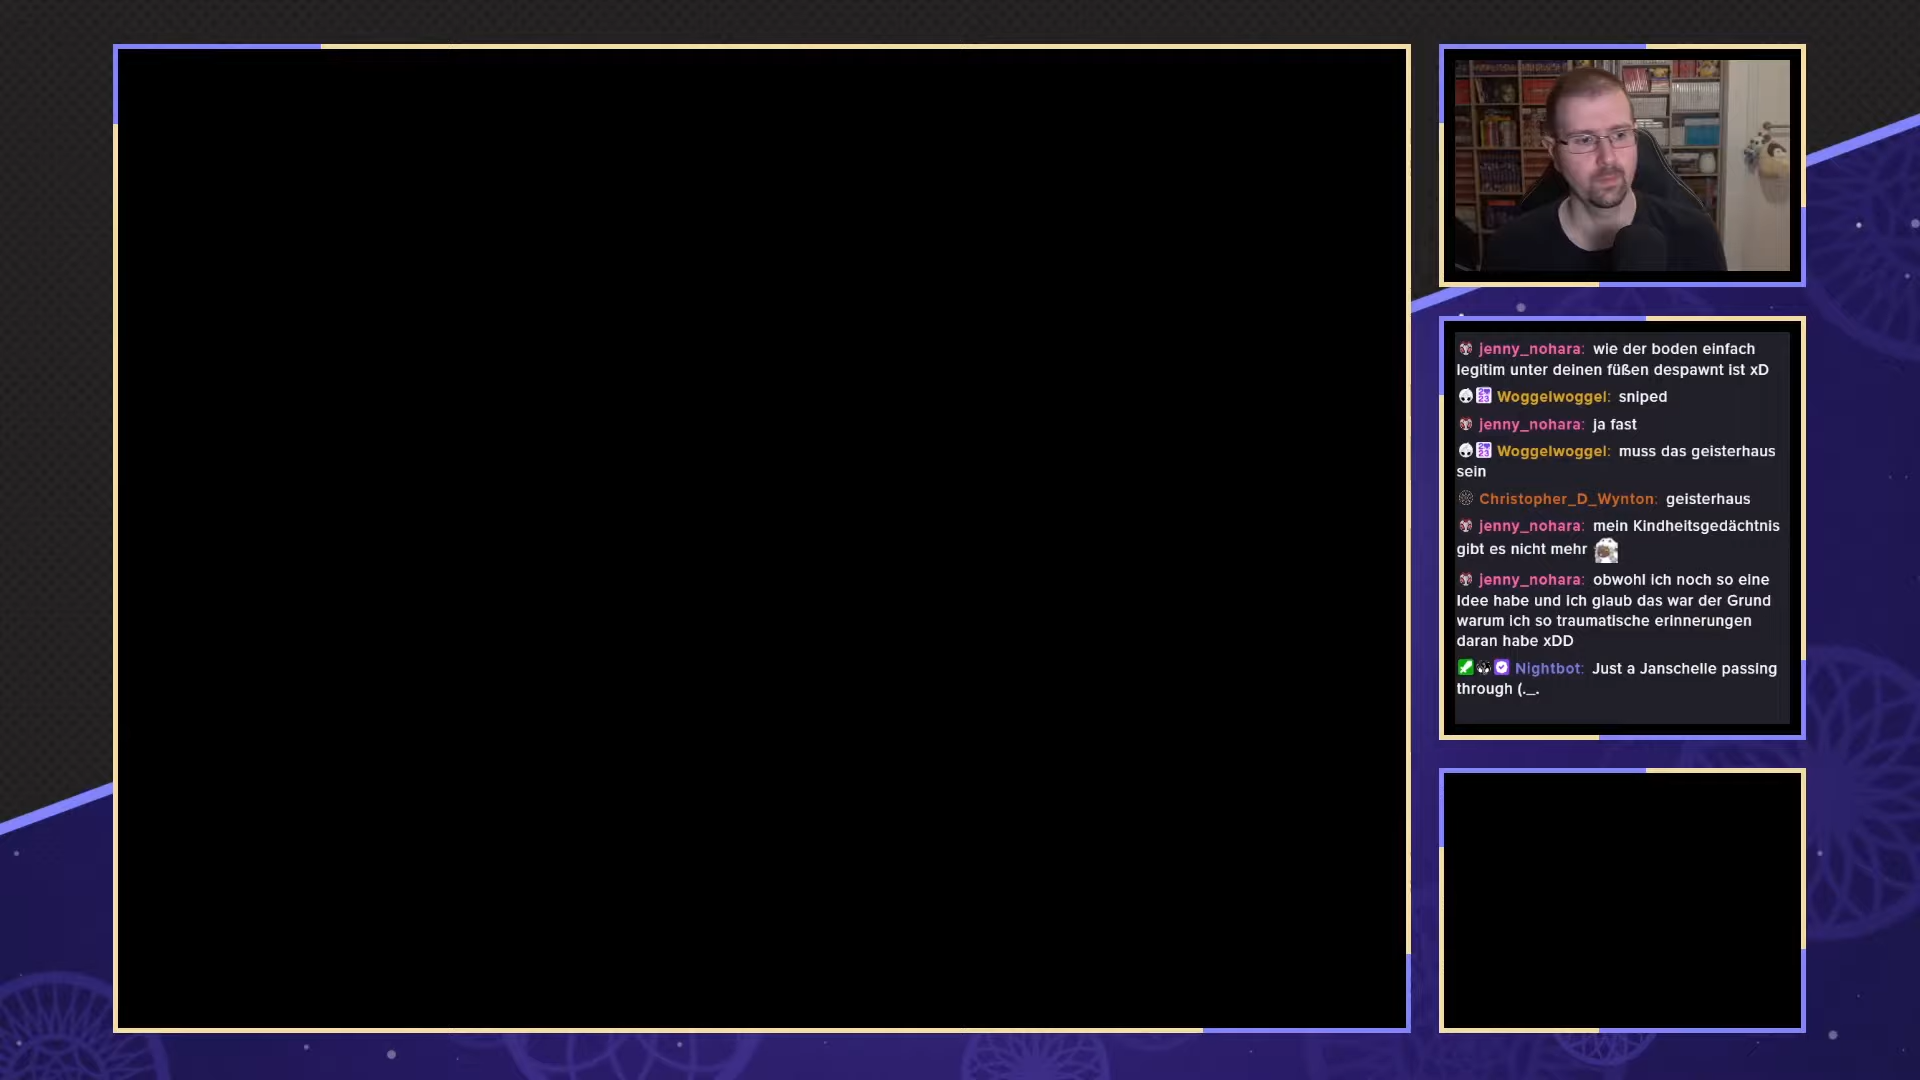 jenny_nohara: wie der boden einfach
legitim unter deinen füßen despawnt ist xD
Woggelwoggel: sniped
jenny_nohara: ja fast
Woggelwoggel: muss das geisterhaus
sein
Christopher_D_Wynton: geisterhaus
jenny_nohara: mein Kindheitsgedächtnis
gibt es nicht mehr
jenny_nohara: obwohl ich noch so eine
Idee habe und ich glaub das war der Grund
warum ich so traumatische erinnerungen
daran habe xDD
Nightbot: Just a Janschelle passing
through (._.